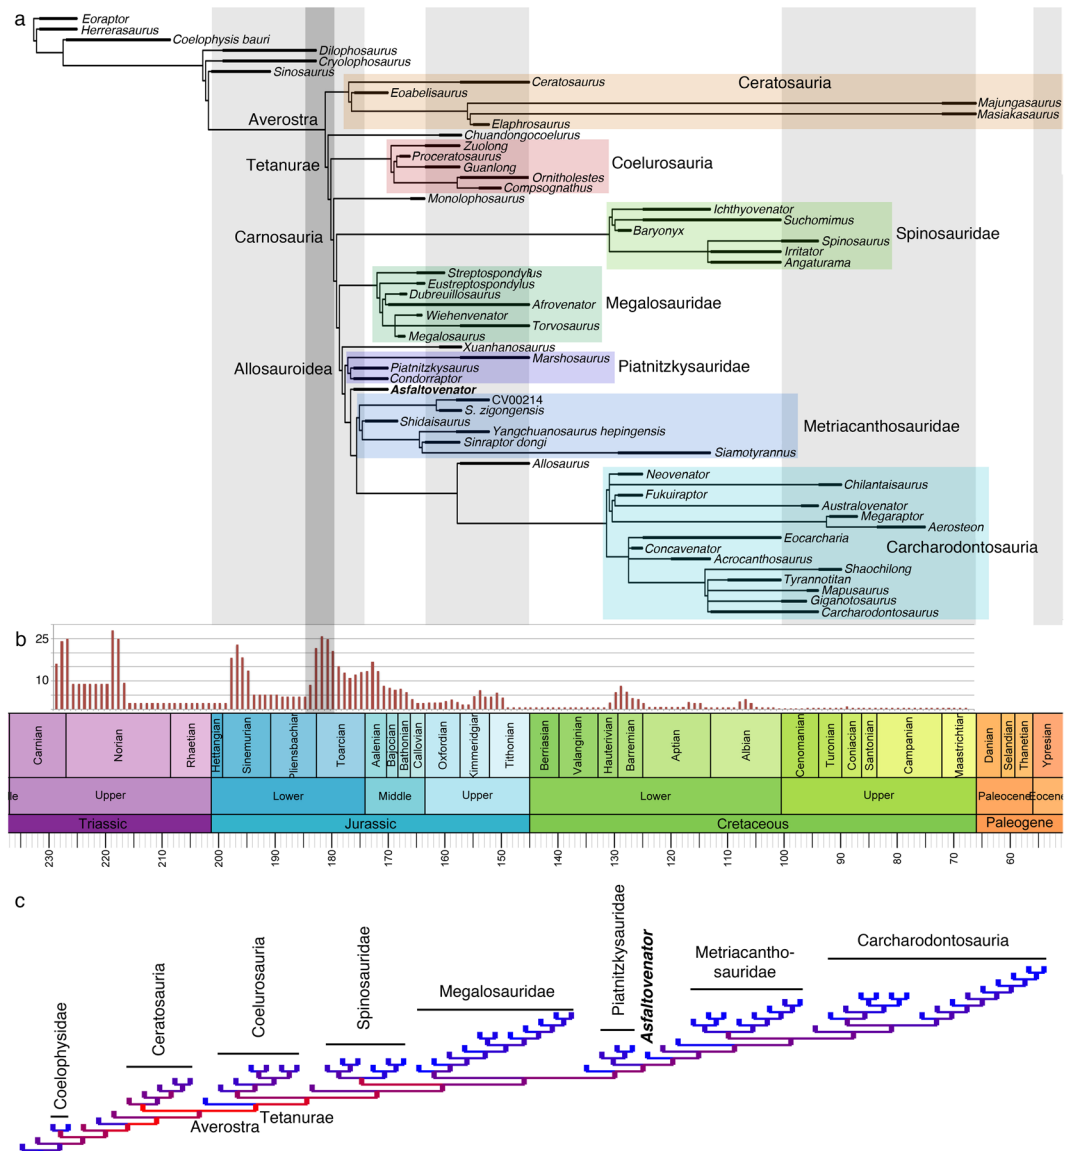 a
Eoraptor
Herrerasaurus
Coelophysis bauri
Dilophosaurus
Cryolophosaurus
Sinosaurus
Ceratosaurus
Ceratosauria
Eoabelisaurus
Majungasaurus
Masiakasaurus
Averostra
Elaphrosaurus
Chuandongocoelurus
Zuolong
Proceratosaurus
Coelurosauria
Tetanurae
Guanlong
Ornitholestes
Compsognathus
Monolophosaurus
Ichthyovenator
Suchomimus
Baryonyx
Spinosauridae
Carnosauria
Spinosaurus
Irritator
Angaturama
Streptospondylus
Eustreptospondylus
Dubreuillosaurus
Afrovenator
Megalosauridae
Wiehenvenator
Torvosaurus
Megalosaurus
Xuanhanosaurus
Marshosaurus
Allosauroidea
Piatnitzkysaurus
Piatnitzkysauridae
Condorraptor
Asfaltovenator
CV00214
S. zigongensis
Shidaisaurus
Metriacanthosauridae
Yangchuanosaurus hepingensis
Sinraptor dongi
Siamotyrannus
Allosaurus
Neovenator
Chilantaisaurus
Fukuiraptor
Australovenator
Megaraptor
Aerosteon
Eocarcharia
Concavenator
Carcharodontosauria
Acrocanthosaurus
Shaochilong
Tyrannotitan
Mapusaurus
Giganotosaurus
Carcharodontosaurus
b
25
10
Carnian
Norian
Rhaetian
Hettangian
Sinemurian
Pliensbachian
Toarcian
Aalenian
Bajocian
Bathonian
Callovian
Oxfordian
Kimmeridgian
Tithonian
Berriasian
Valanginian
Hauterivian
Barremian
Aptian
Albian
Cenomanian
Turonian
Coniacian
Santonian
Campanian
Maastrichtian
Danian
Selandian
Thanetian
Ypresian
lle Upper Lower Middle Upper Lower Upper Paleocene Eocene
Triassic Jurassic Cretaceous Paleogene
230 220 210 200 190 180 170 160 150 140 130 120 110 100 90 80 70 60
c
Coelophysidae
Ceratosauria
Coelurosauria
Spinosauridae
Megalosauridae
Piatnitzkysauridae
Asfaltovenator
Metriacantho-
sauridae
Carcharodontosauria
Tetanurae
Averostra